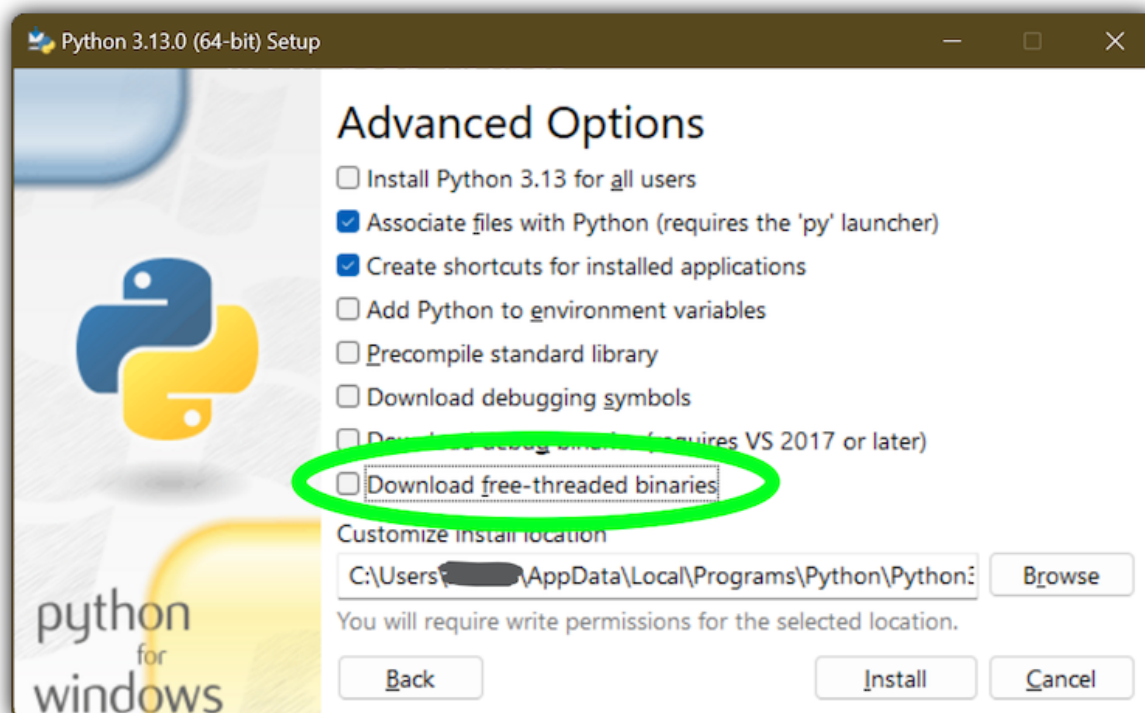 Python 3.13.0 (64-bit) Setup
Advanced Options
Install Python 3.13 for all users
Associate files with Python (requires the 'py' launcher)
Create shortcuts for installed applications
Add Python to environment variables
Precompile standard library
Download debugging symbols
Download debug binaries (requires VS 2017 or later)
Download free-threaded binaries
Customize install location
C:\Users\ \AppData\Local\Programs\Python\Python3
Browse
You will require write permissions for the selected location.
Back
Install
Cancel
python
for
windows